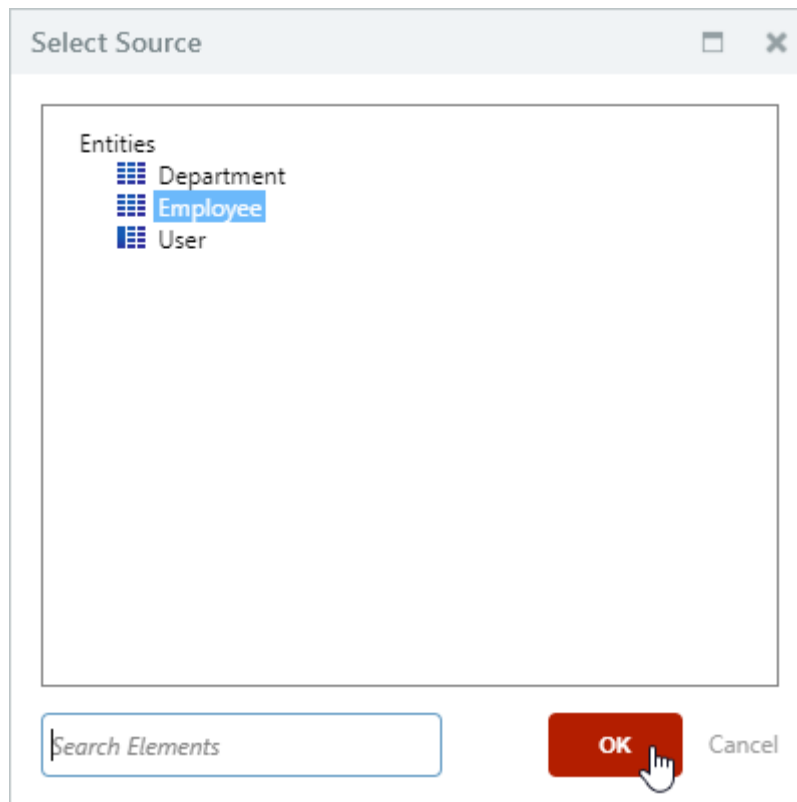 Select Source
Entities
Department
Employee
User
Search Elements
OK
Cancel